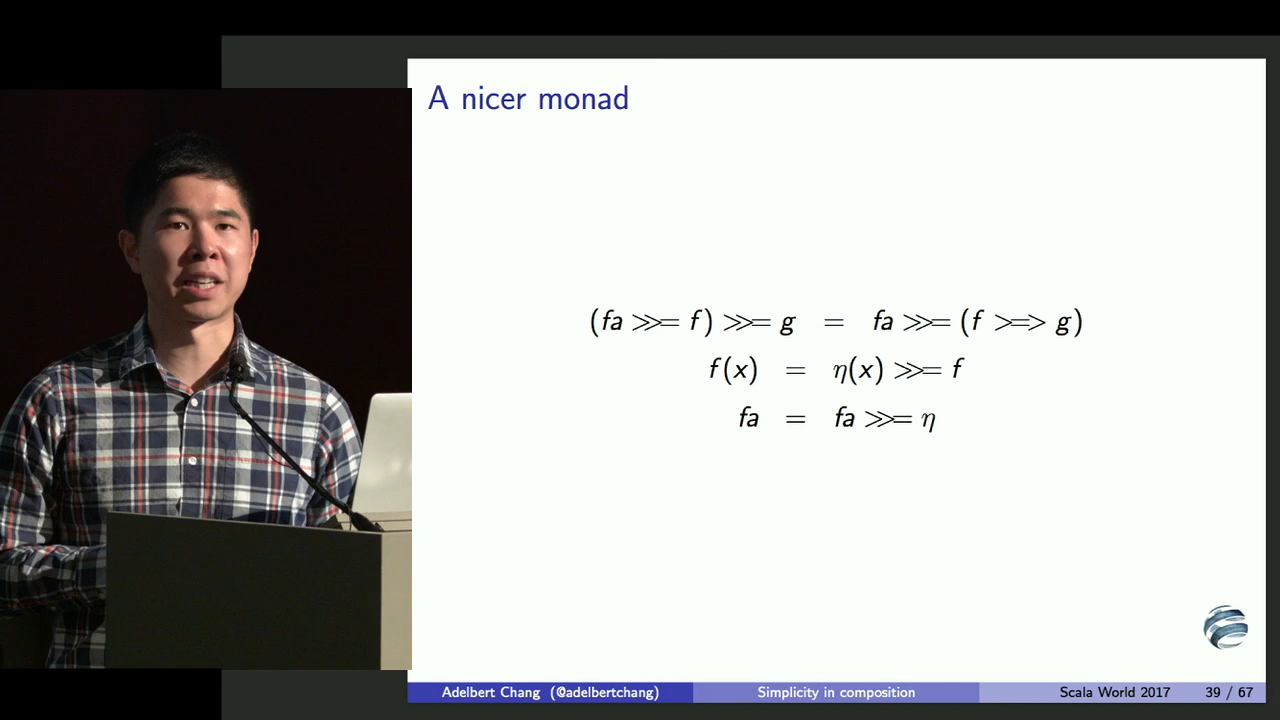 A nicer monad
(fa >>= f) >>= g = fa >>= (f >=> g)
f(x) = η(x) >>= f
fa = fa >>= η
Adelbert Chang (@adelbertchang) Simplicity in composition Scala World 2017 39 / 67